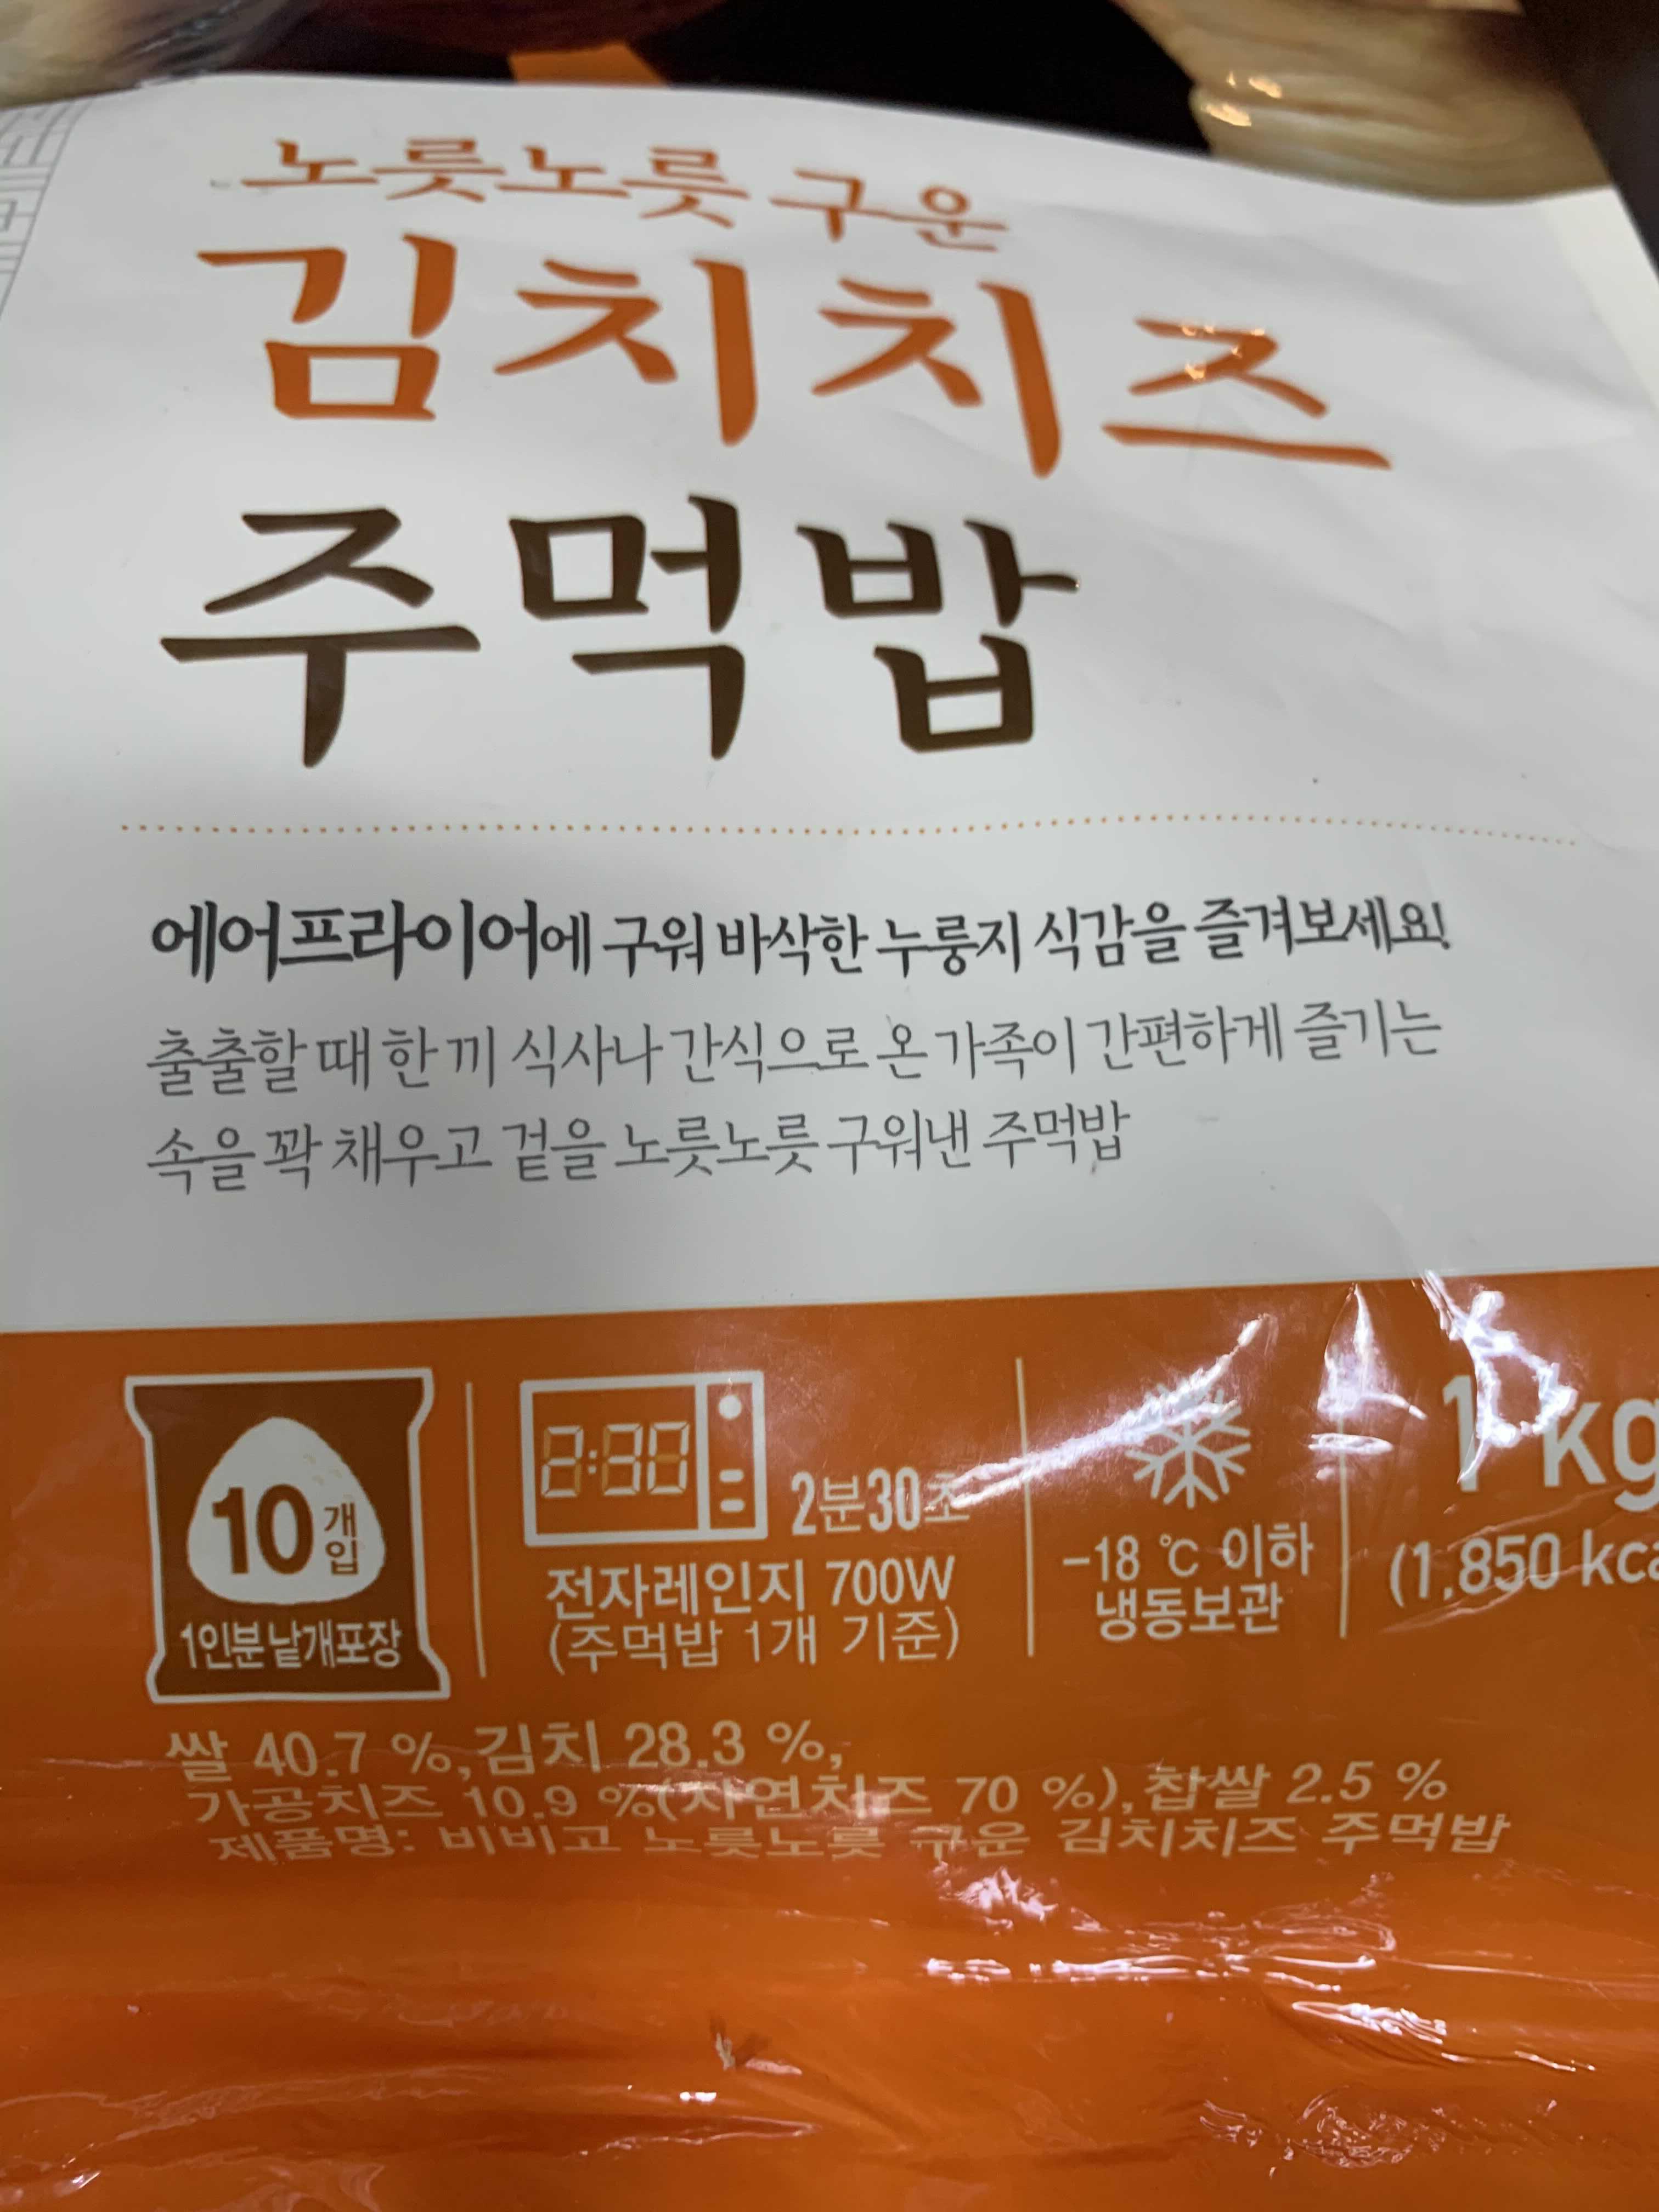 노릇노릇 구운
김치치즈
주먹밥
에어프라이어에 구워 바삭한 누룽지 식감을 즐겨보세요!
출출할 때 한 끼 식사나 간식으로 온 가족이 간편하게 즐기는
속을 꽉 채우고 겉을 노릇노릇 구워낸 주먹밥
10개입
1인분 낱개포장
2:30
2분30초
전자레인지 700W
(주먹밥 1개 기준)
-18 ℃ 이하
냉동보관
1 kg
(1,850 kca
쌀 40.7 %, 김치 28.3 %,
가공치즈 10.9 %(자연치즈 70 %), 찹쌀 2.5 %
제품명: 비비고 노릇노릇 구운 김치치즈 주먹밥